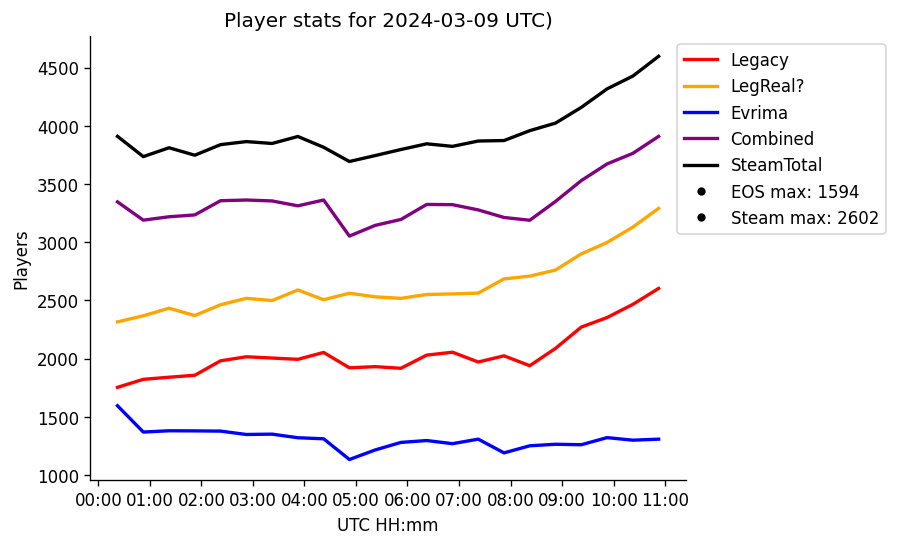 Player stats for 2024-03-09 UTC)
4500
4000
3500
3000
2500
2000
1500
1000
Players
00:00 01:00 02:00 03:00 04:00 05:00 06:00 07:00 08:00 09:00 10:00 11:00
UTC HH:mm
Legacy
LegReal?
Evrima
Combined
SteamTotal
EOS max: 1594
Steam max: 2602